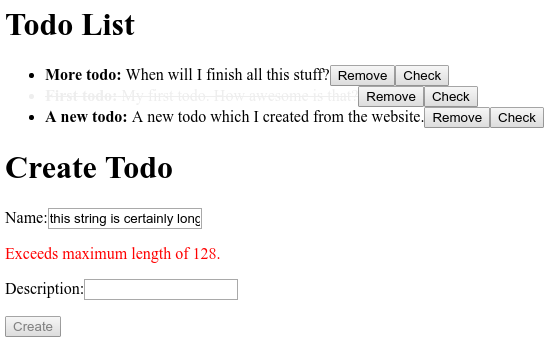 Todo List
More todo: When will I finish all this stuff? Remove Check
First todo: My first todo. How awesome is that? Remove Check
A new todo: A new todo which I created from the website. Remove Check
Create Todo
Name: this string is certainly long
Exceeds maximum length of 128.
Description:
Create